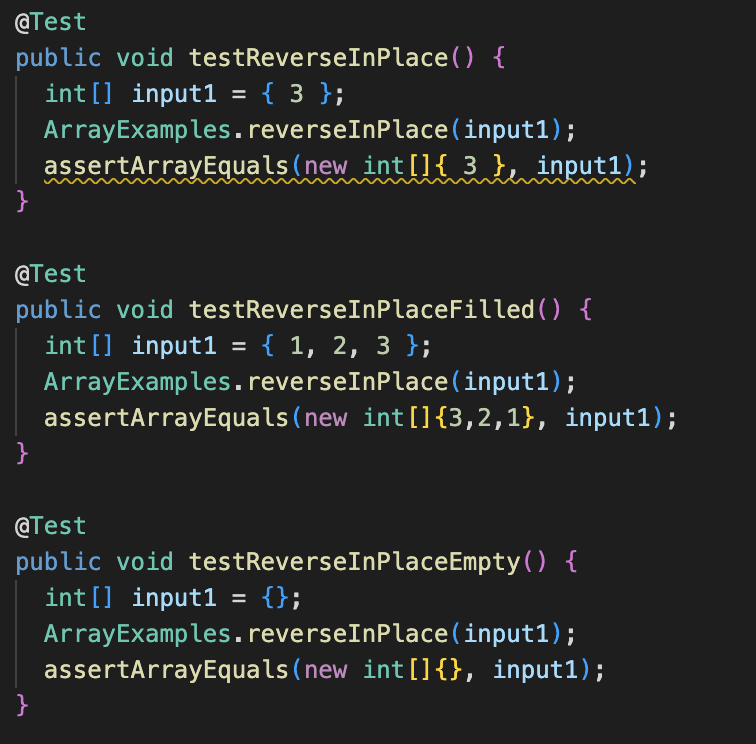 @Test
public void testReverseInPlace() {
int[] input1 = { 3 };
ArrayExamples.reverseInPlace(input1);
assertArrayEquals(new int[]{ 3 }, input1);
}
@Test
public void testReverseInPlaceFilled() {
int[] input1 = { 1, 2, 3 };
ArrayExamples.reverseInPlace(input1);
assertArrayEquals(new int[]{3,2,1}, input1);
}
@Test
public void testReverseInPlaceEmpty() {
int[] input1 = {};
ArrayExamples.reverseInPlace(input1);
assertArrayEquals(new int[]{}, input1);
}